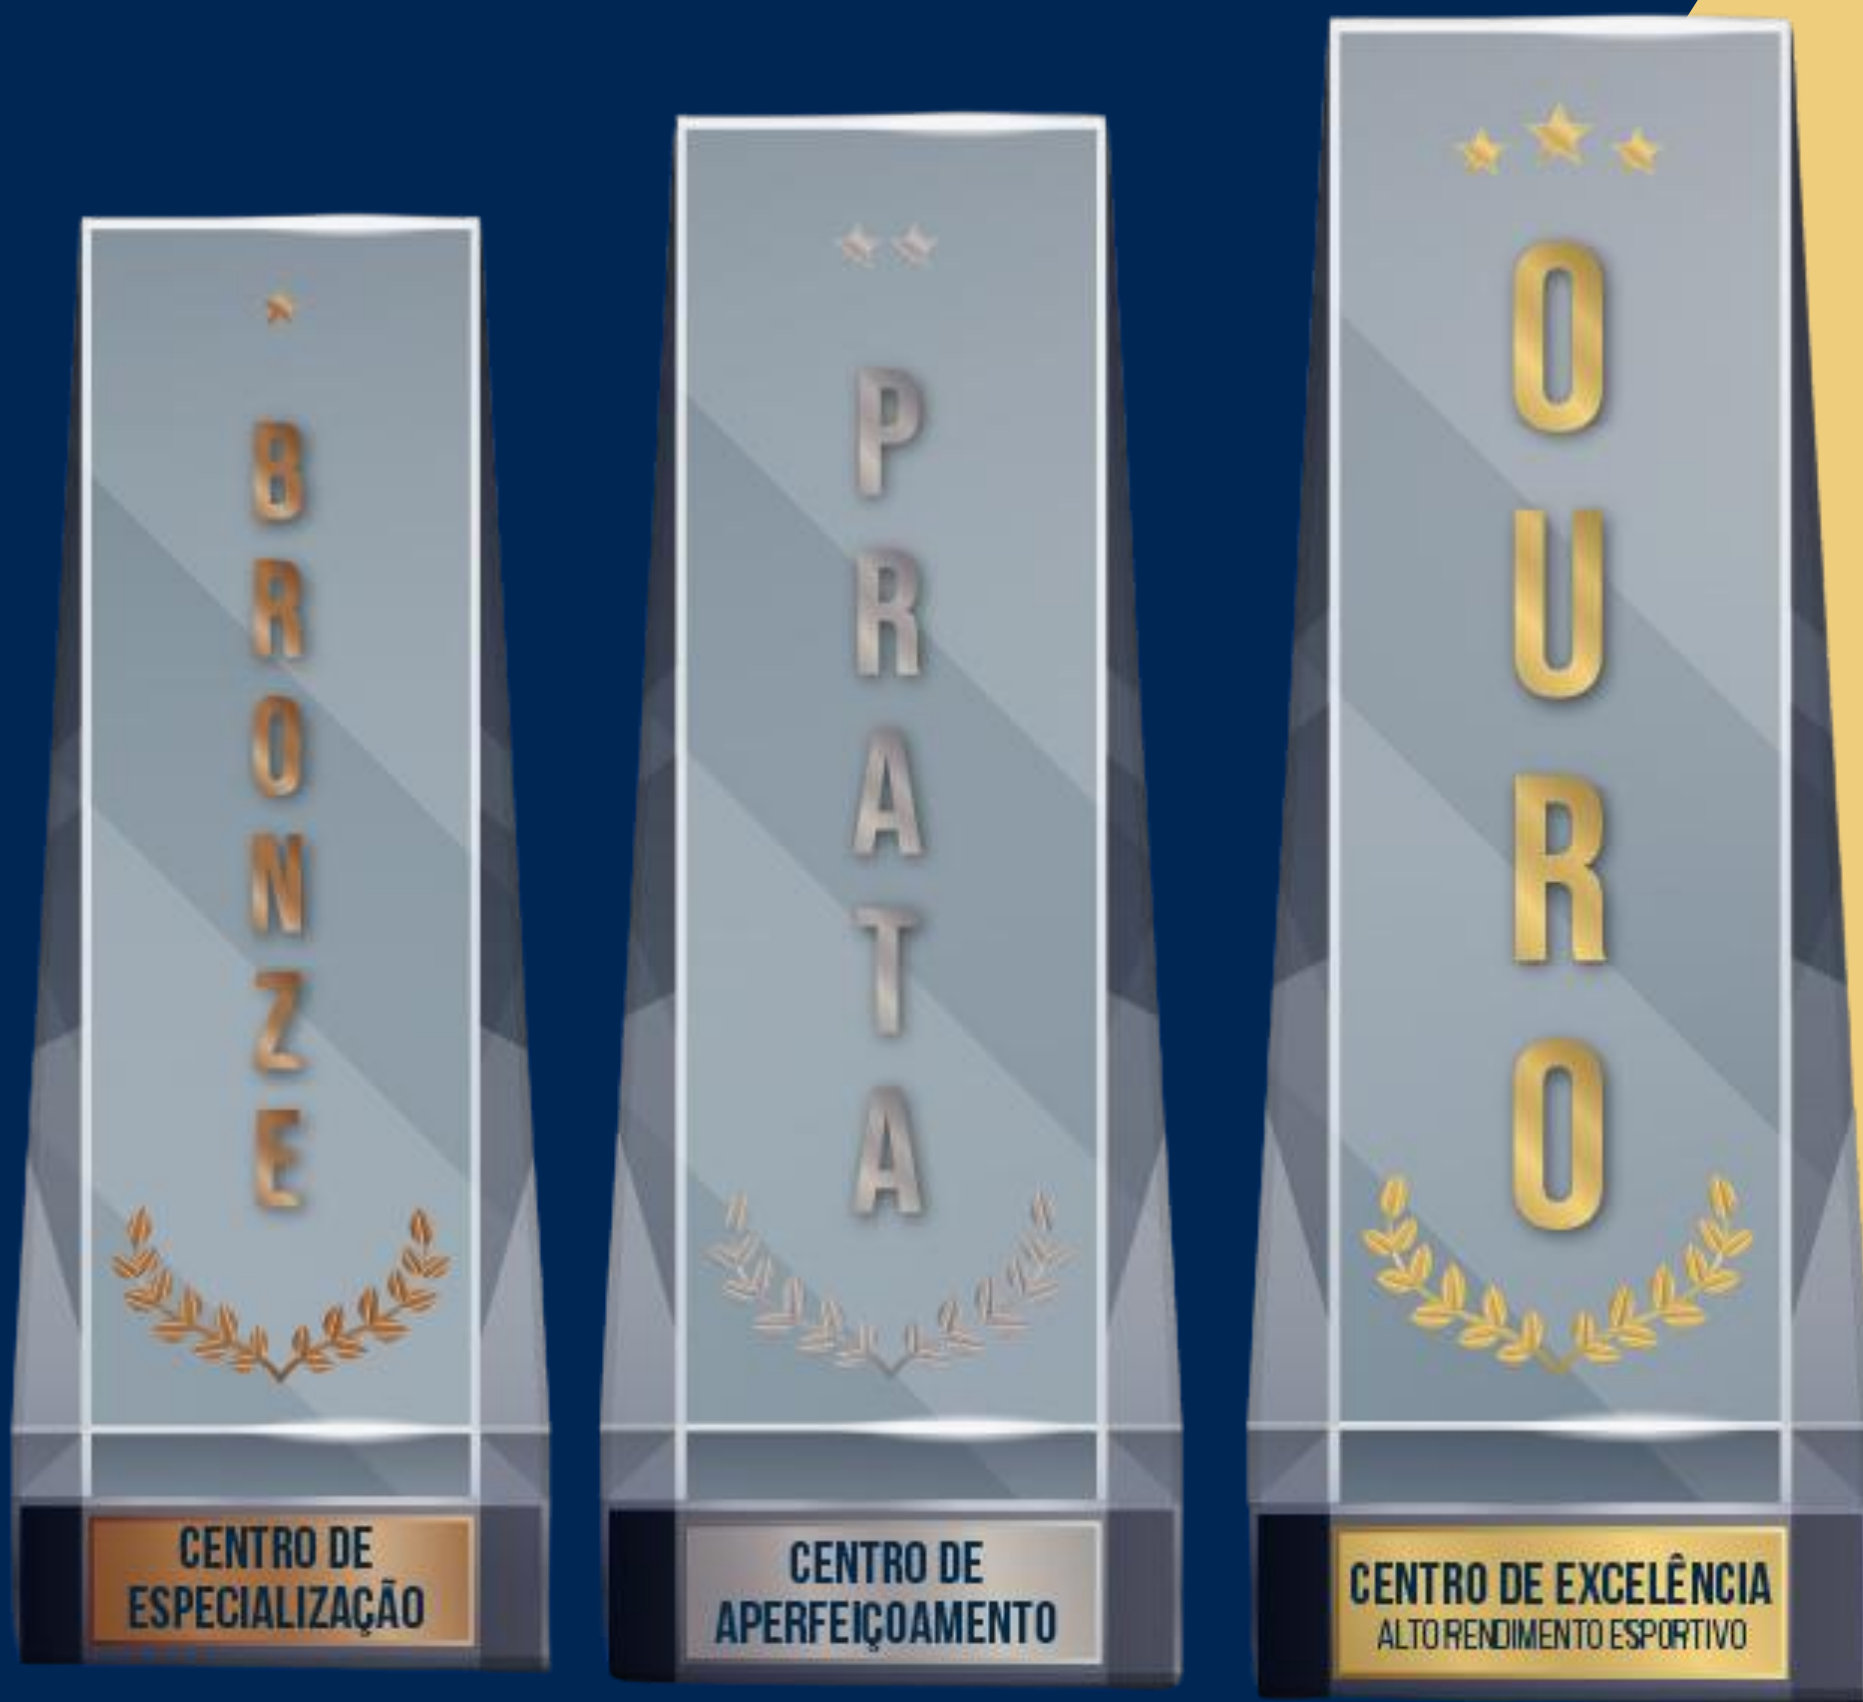 BRONZE
CENTRO DE
ESPECIALIZAÇÃO
PRATA
CENTRO DE
APERFEIÇOAMENTO
OURO
CENTRO DE EXCELÊNCIA
ALTO RENDIMENTO ESPORTIVO